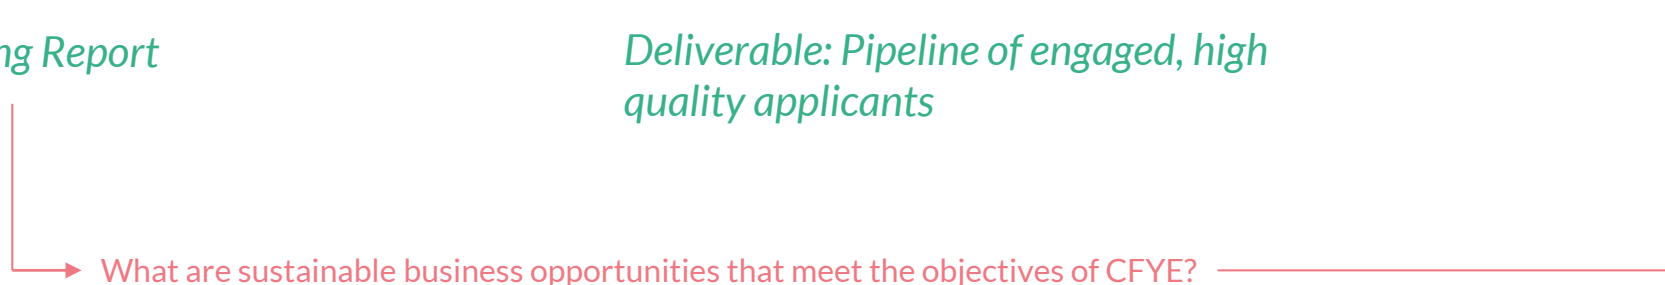 Report
Deliverable: Pipeline of engaged, high
quality applicants
What are sustainable business opportunities that meet the objectives of CFYE?